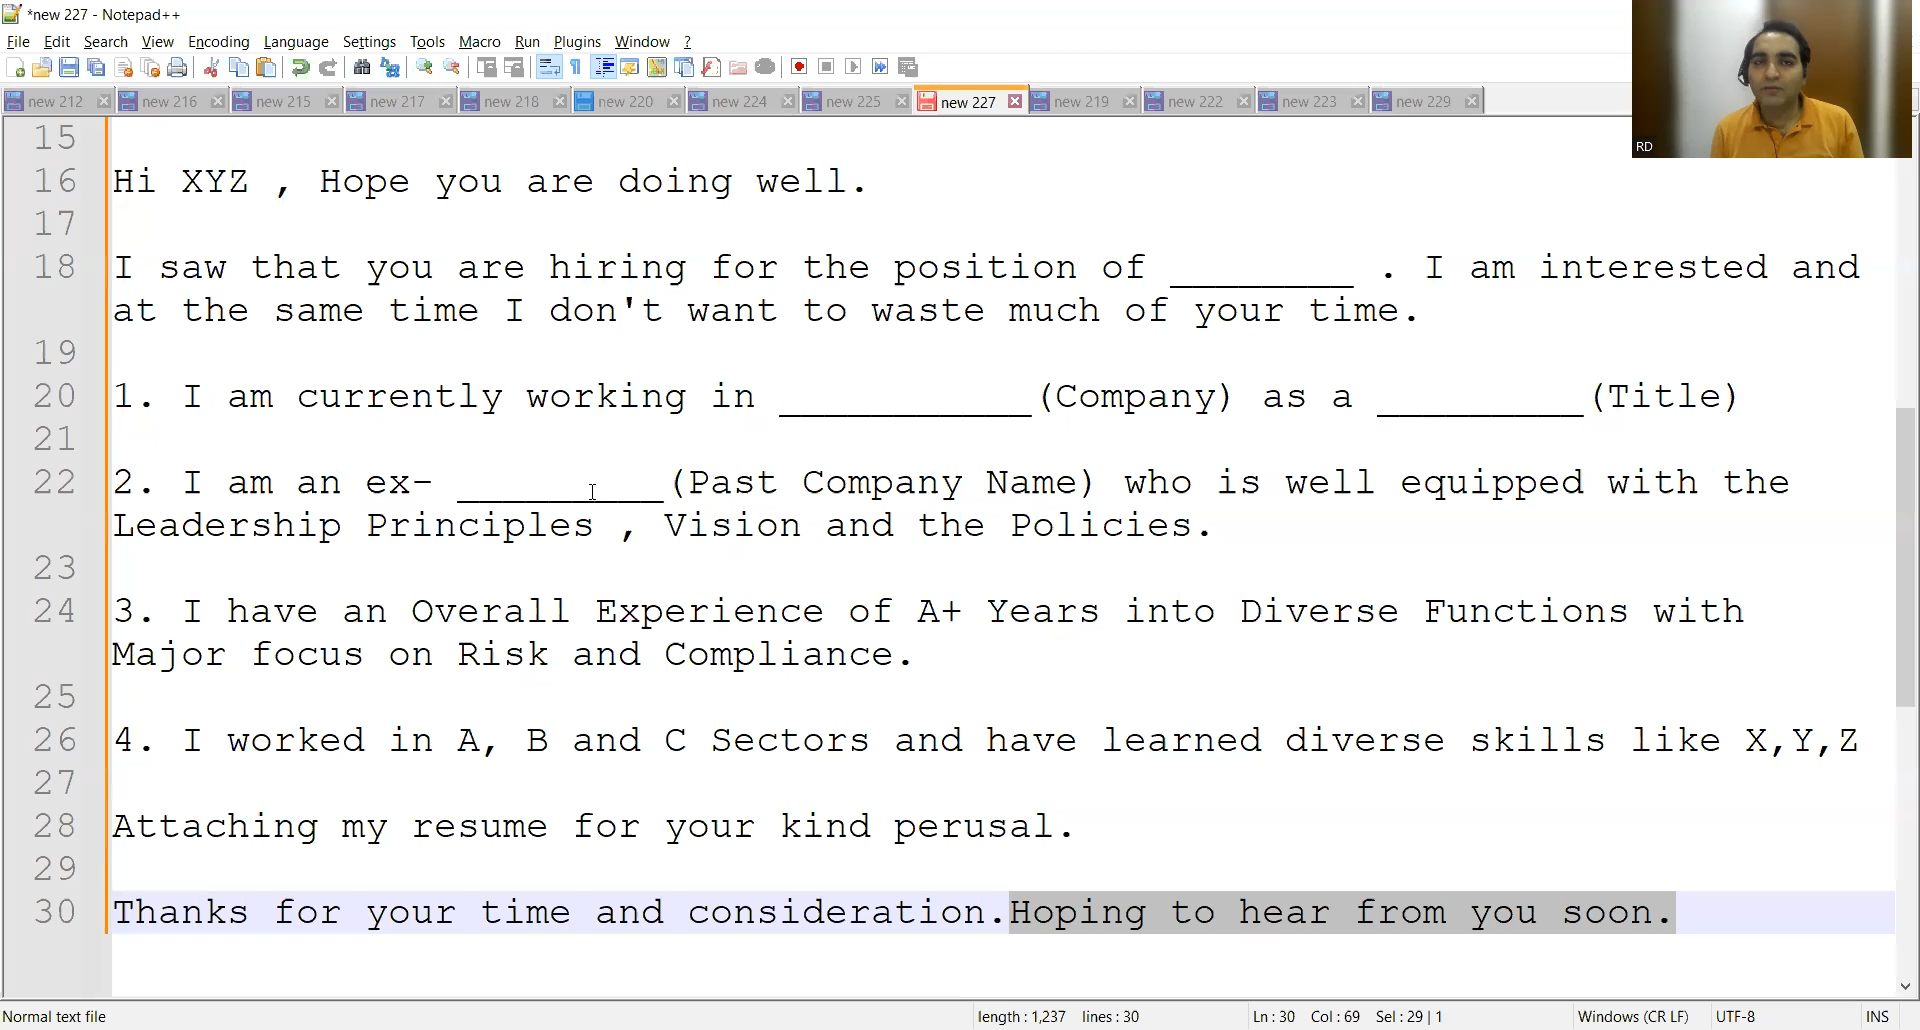 *new 227 - Notepad++
File Edit Search View Encoding Language Settings Tools Macro Run Plugins Window ?
new 212 new 216 new 215 new 217 new 218 new 220 new 224 new 225 new 227 new 219 new 222 new 223 new 229
RD
15
16 Hi XYZ , Hope you are doing well.
17
18 I saw that you are hiring for the position of ________ . I am interested and
at the same time I don't want to waste much of your time.
19
20 1. I am currently working in ___________(Company) as a _________(Title)
21
22 2. I am an ex- _________(Past Company Name) who is well equipped with the
Leadership Principles , Vision and the Policies.
23
24 3. I have an Overall Experience of A+ Years into Diverse Functions with
Major focus on Risk and Compliance.
25
26 4. I worked in A, B and C Sectors and have learned diverse skills like X,Y,Z
27
28 Attaching my resume for your kind perusal.
29
30 Thanks for your time and consideration.Hoping to hear from you soon.
Normal text file length : 1,237 lines : 30 Ln : 30 Col : 69 Sel : 29 | 1 Windows (CR LF) UTF-8 INS